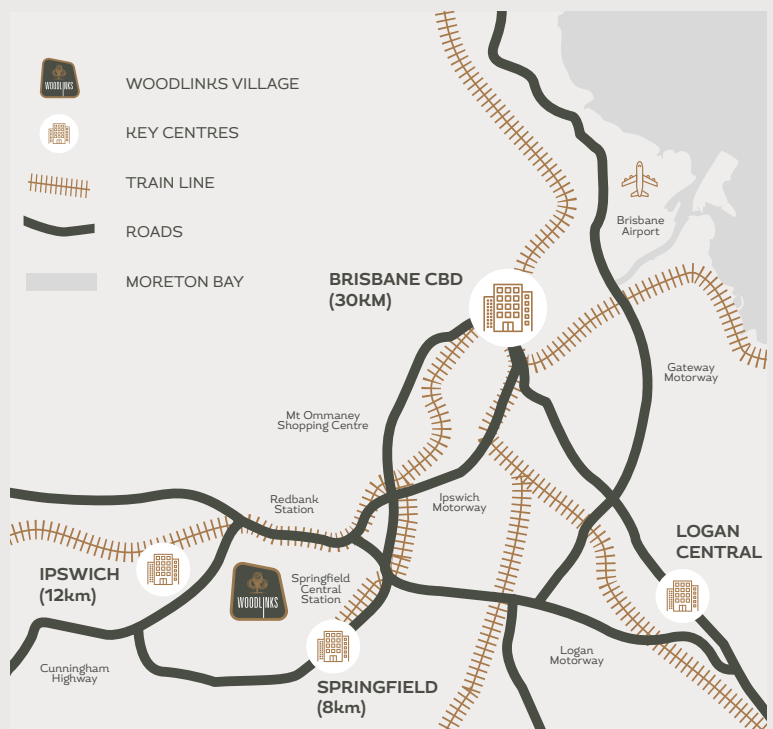 WOODLINKS
WOODLINKS VILLAGE
KEY CENTRES
TRAIN LINE
ROADS
MORETON BAY
Brisbane
Airport
BRISBANE CBD
(30KM)
Gateway
Motorway
Mt Ommaney
Shopping Centre
Redbank
Station
Ipswich
Motorway
LOGAN
CENTRAL
IPSWICH
(12km)
Springfield
Central
Station
WOODLINKS
Cunningham
Highway
Logan
Motorway
SPRINGFIELD
(8km)